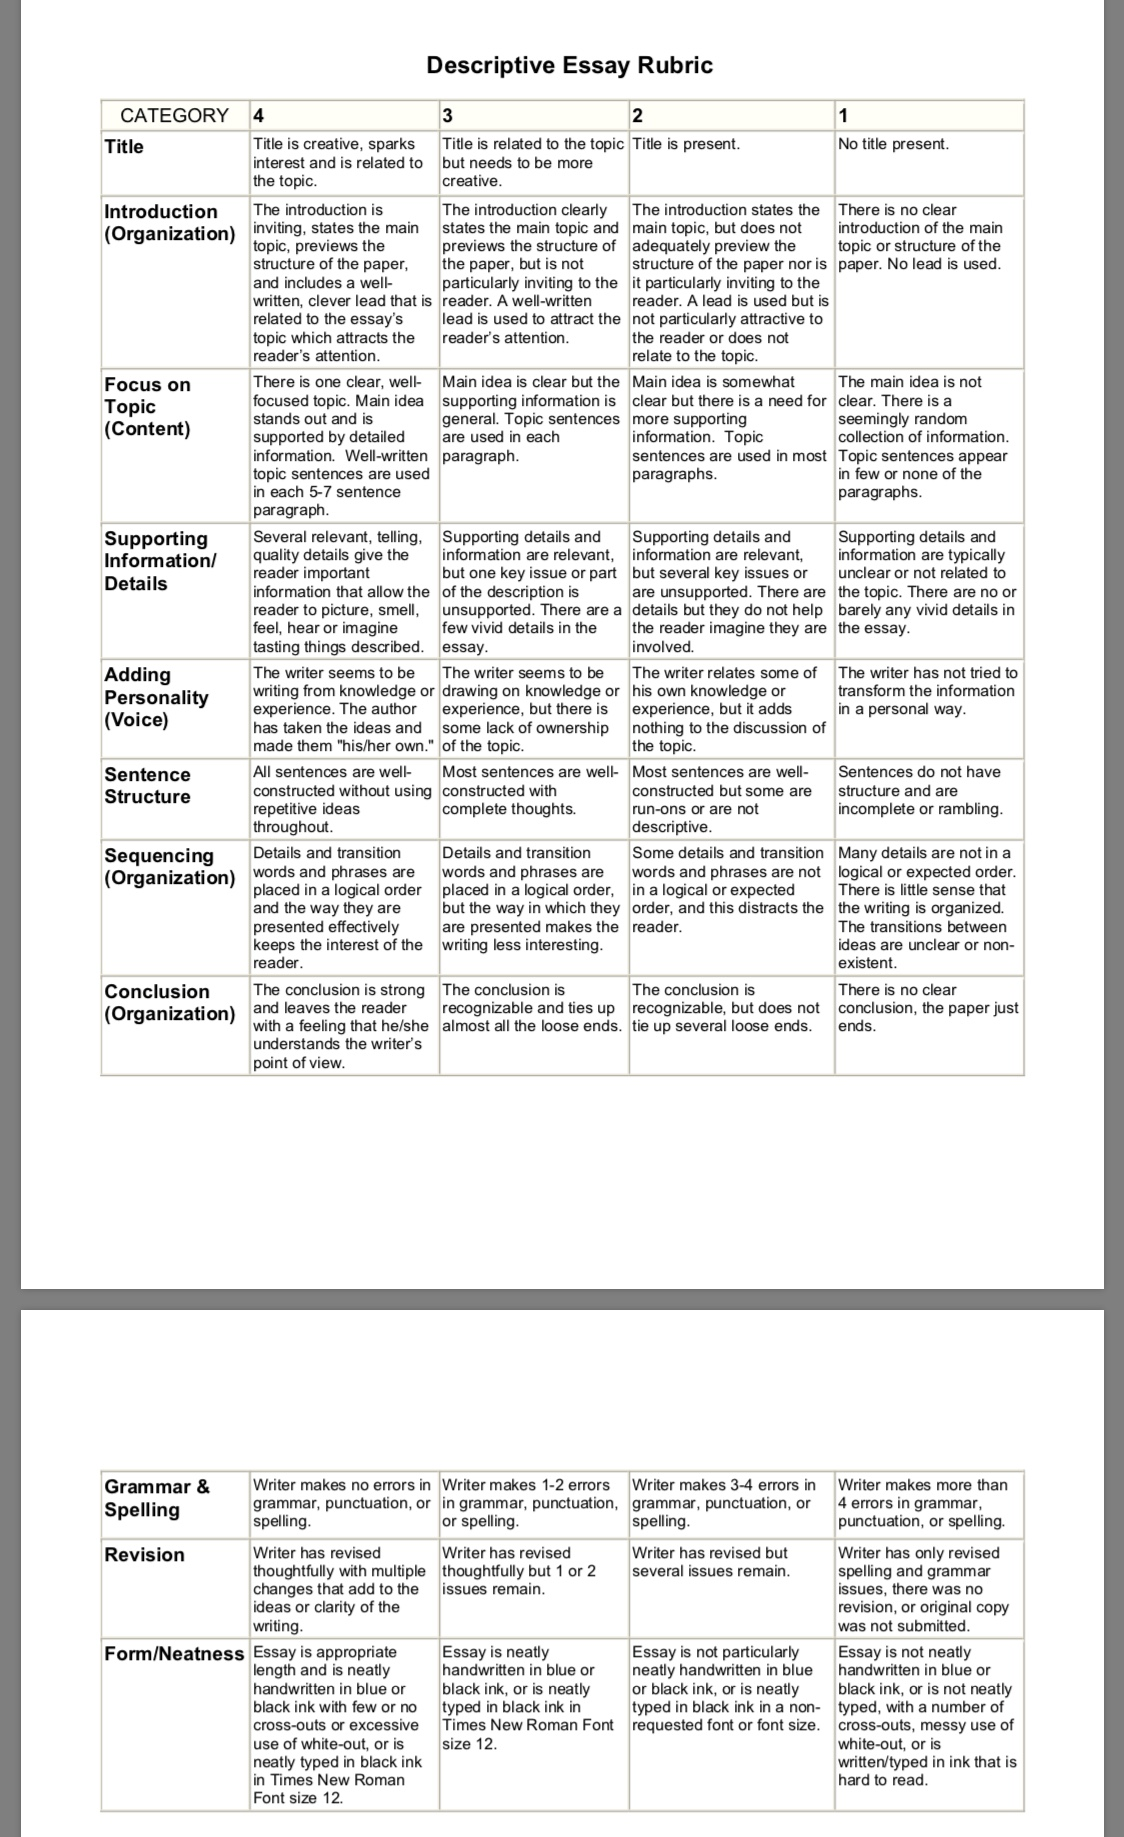 Descriptive Essay Rubric
CATEGORY 4 3 2 1
Title
Title is creative, sparks
interest and is related to
the topic.
Title is related to the topic
but needs to be more
creative.
Title is present.
No title present.
Introduction
(Organization)
The introduction is
inviting, states the main
topic, previews the
structure of the paper,
and includes a well-
written, clever lead that is
related to the essay’s
topic which attracts the
reader’s attention.
The introduction clearly
states the main topic and
previews the structure of
the paper, but is not
particularly inviting to the
reader. A well-written
lead is used to attract the
reader’s attention.
The introduction states the
main topic, but does not
adequately preview the
structure of the paper nor is
it particularly inviting to the
reader. A lead is used but is
not particularly attractive to
the reader or does not
relate to the topic.
There is no clear
introduction of the main
topic or structure of the
paper. No lead is used.
Focus on
Topic
(Content)
There is one clear, well-
focused topic. Main idea
stands out and is
supported by detailed
information.  Well-written
topic sentences are used
in each 5-7 sentence
paragraph.
Main idea is clear but the
supporting information is
general. Topic sentences
are used in each
paragraph.
Main idea is somewhat
clear but there is a need for
more supporting
information.  Topic
sentences are used in most
paragraphs.
The main idea is not
clear. There is a
seemingly random
collection of information.
Topic sentences appear
in few or none of the
paragraphs.
Supporting
Information/
Details
Several relevant, telling,
quality details give the
reader important
information that allow the
reader to picture, smell,
feel, hear or imagine
tasting things described.
Supporting details and
information are relevant,
but one key issue or part
of the description is
unsupported. There are a
few vivid details in the
essay.
Supporting details and
information are relevant,
but several key issues or
are unsupported. There are
details but they do not help
the reader imagine they are
involved.
Supporting details and
information are typically
unclear or not related to
the topic. There are no or
barely any vivid details in
the essay.
Adding
Personality
(Voice)
The writer seems to be
writing from knowledge or
experience. The author
has taken the ideas and
made them "his/her own."
The writer seems to be
drawing on knowledge or
experience, but there is
some lack of ownership
of the topic.
The writer relates some of
his own knowledge or
experience, but it adds
nothing to the discussion of
the topic.
The writer has not tried to
transform the information
in a personal way.
Sentence
Structure
All sentences are well-
constructed without using
repetitive ideas
throughout.
Most sentences are well-
constructed with
complete thoughts.
Most sentences are well-
constructed but some are
run-ons or are not
descriptive.
Sentences do not have
structure and are
incomplete or rambling.
Sequencing
(Organization)
Details and transition
words and phrases are
placed in a logical order
and the way they are
presented effectively
keeps the interest of the
reader.
Details and transition
words and phrases are
placed in a logical order,
but the way in which they
are presented makes the
writing less interesting.
Some details and transition
words and phrases are not
in a logical or expected
order, and this distracts the
reader.
Many details are not in a
logical or expected order.
There is little sense that
the writing is organized.
The transitions between
ideas are unclear or non-
existent.
Conclusion
(Organization)
The conclusion is strong
and leaves the reader
with a feeling that he/she
understands the writer’s
point of view.
The conclusion is
recognizable and ties up
almost all the loose ends.
The conclusion is
recognizable, but does not
tie up several loose ends.
There is no clear
conclusion, the paper just
ends.
Grammar &
Spelling
Writer makes no errors in
grammar, punctuation, or
spelling.
Writer makes 1-2 errors
in grammar, punctuation,
or spelling.
Writer makes 3-4 errors in
grammar, punctuation, or
spelling.
Writer makes more than
4 errors in grammar,
punctuation, or spelling.
Revision
Writer has revised
thoughtfully with multiple
changes that add to the
ideas or clarity of the
writing.
Writer has revised
thoughtfully but 1 or 2
issues remain.
Writer has revised but
several issues remain.
Writer has only revised
spelling and grammar
issues, there was no
revision, or original copy
was not submitted.
Form/Neatness
Essay is appropriate
length and is neatly
handwritten in blue or
black ink with few or no
cross-outs or excessive
use of white-out, or is
neatly typed in black ink
in Times New Roman
Font size 12.
Essay is neatly
handwritten in blue or
black ink, or is neatly
typed in black ink in
Times New Roman Font
size 12.
Essay is not particularly
neatly handwritten in blue
or black ink, or is neatly
typed in black ink in a non-
requested font or font size.
Essay is not neatly
handwritten in blue or
black ink, or is not neatly
typed, with a number of
cross-outs, messy use of
white-out, or is
written/typed in ink that is
hard to read.